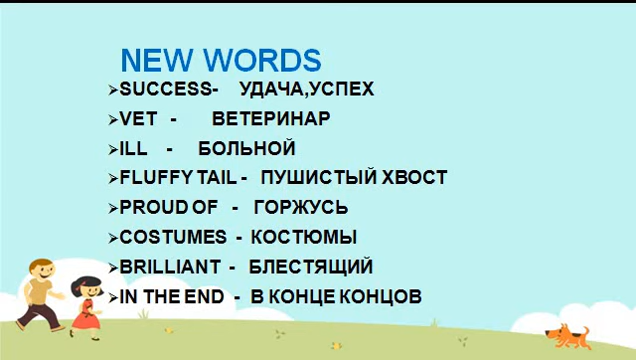 NEW WORDS
SUCCESS- УДАЧА,УСПЕХ
VET - ВЕТЕРИНАР
ILL - БОЛЬНОЙ
FLUFFY TAIL - ПУШИСТЫЙ ХВОСТ
PROUD OF - ГОРЖУСЬ
COSTUMES - КОСТЮМЫ
BRILLIANT - БЛЕСТЯЩИЙ
IN THE END - В КОНЦЕ КОНЦОВ